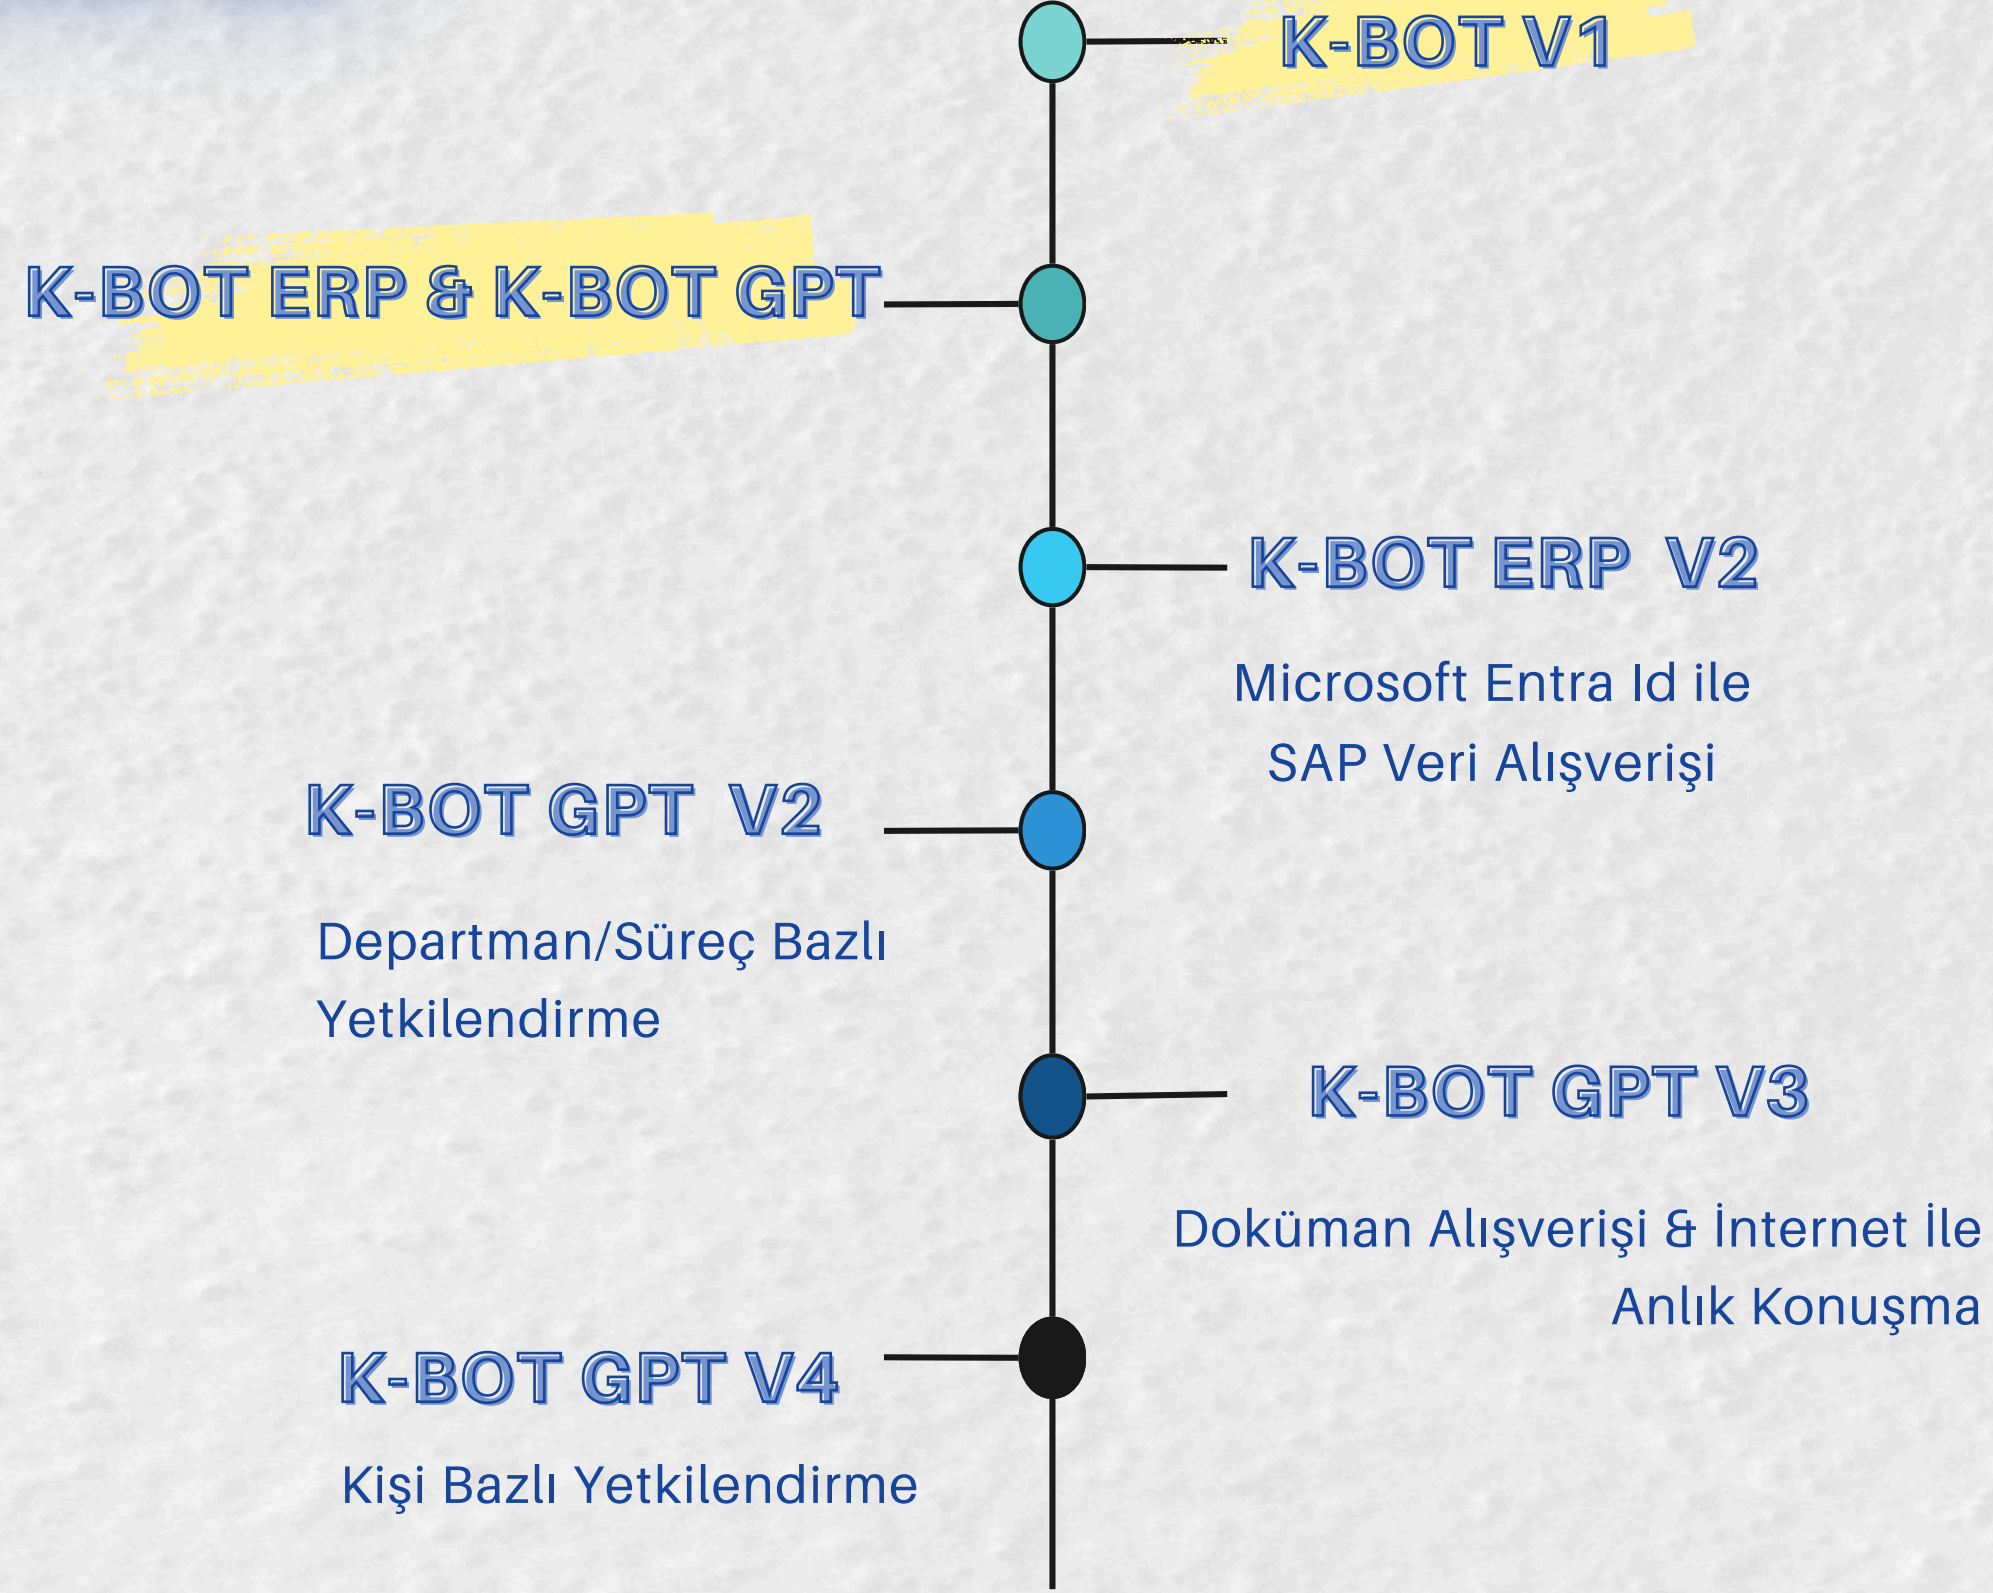 K-BOT V1
K-BOT ERP & K-BOT GPT
K-BOT ERP V2
Microsoft Entra Id ile
SAP Veri Alışverişi
K-BOT GPT V2
Departman/Süreç Bazlı
Yetkilendirme
K-BOT GPT V3
Doküman Alışverişi & İnternet İle
Anlık Konuşma
K-BOT GPT V4
Kişi Bazlı Yetkilendirme